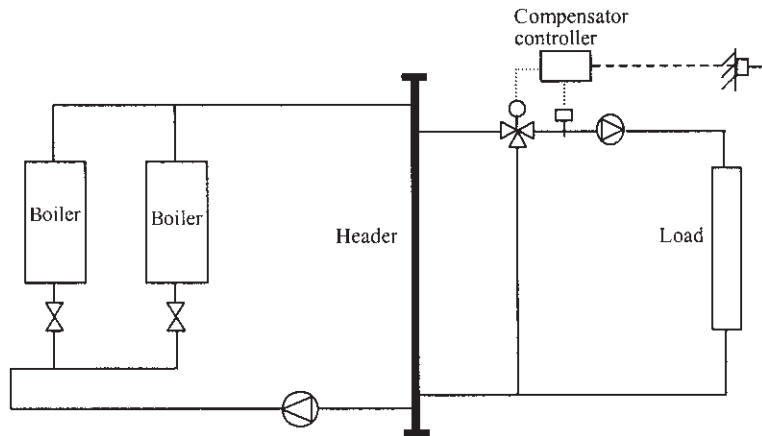 Compensator
controller
Boiler
Boiler
Header
Load